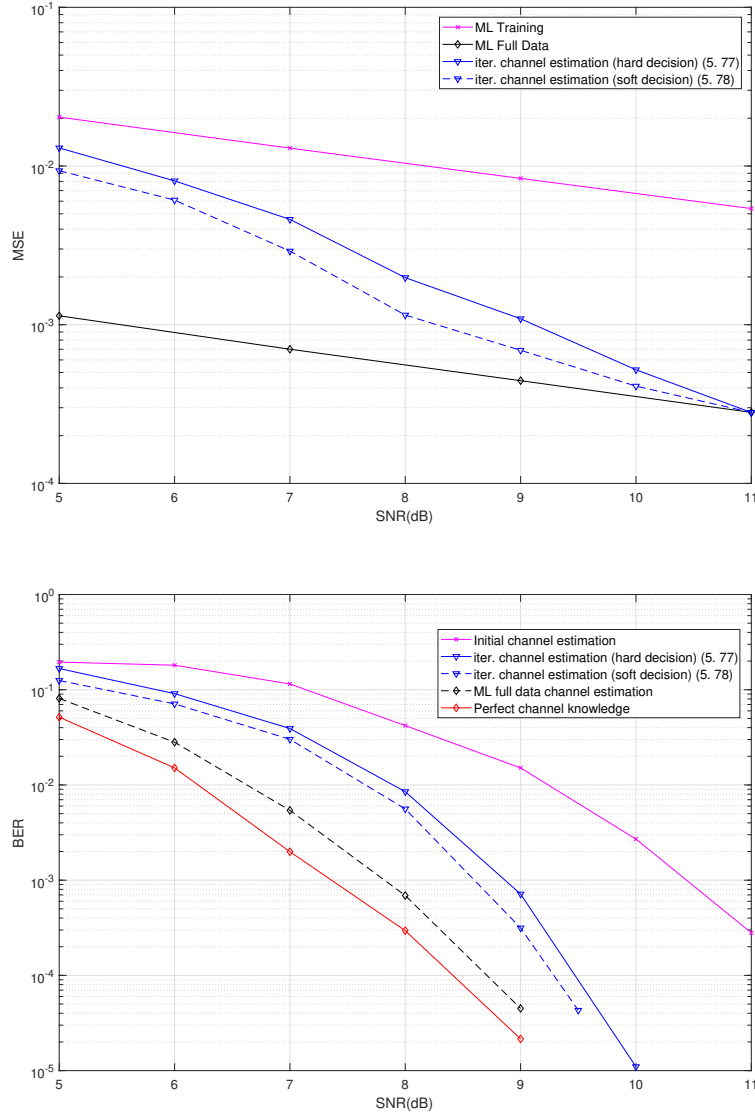 10^-1
ML Training
ML Full Data
iter. channel estimation (hard decision) (5. 77)
iter. channel estimation (soft decision) (5. 78)
10^-2
MSE
10^-3
10^-4
5 6 7 8 9 10 11
SNR(dB)
10^0
Initial channel estimation
iter. channel estimation (hard decision) (5. 77)
iter. channel estimation (soft decision) (5. 78)
ML full data channel estimation
Perfect channel knowledge
10^-1
10^-2
BER
10^-3
10^-4
10^-5
5 6 7 8 9 10 11
SNR(dB)